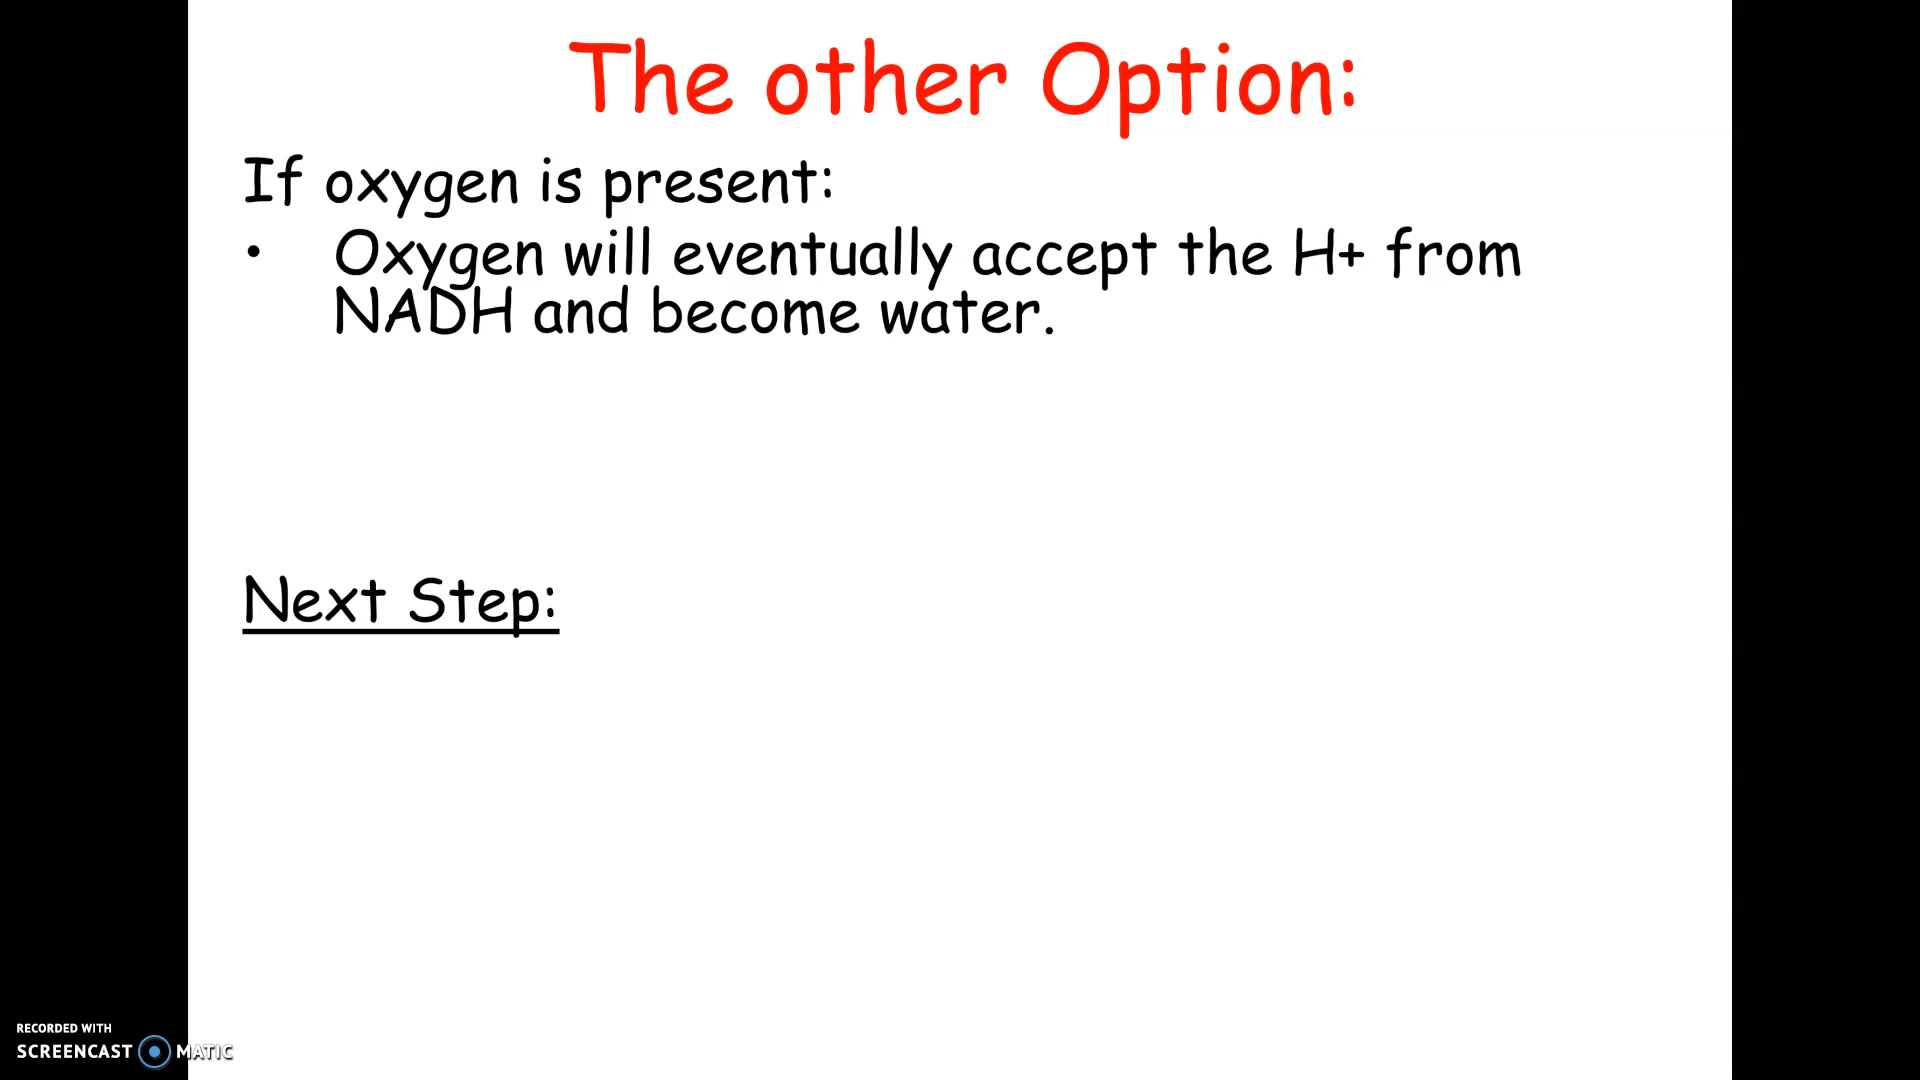 The other Option:
If oxygen is present:
• Oxygen will eventually accept the H+ from
NADH and become water.
Next Step:
RECORDED WITH
SCREENCAST MATIC